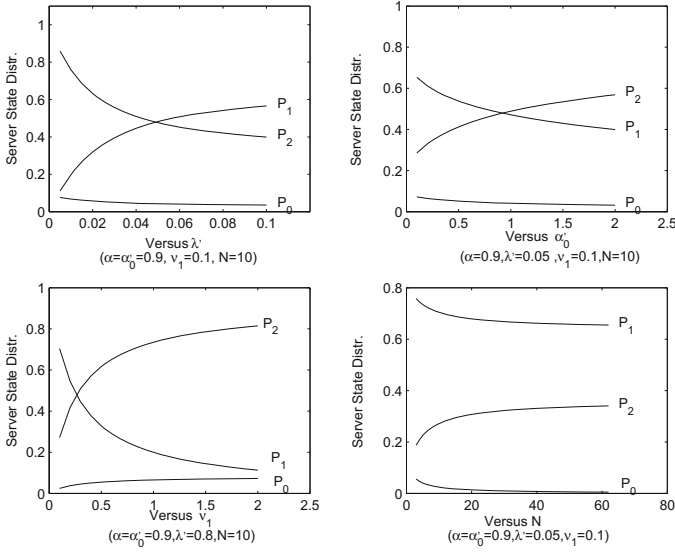 Server State Distr.
1
0.8
0.6
0.4
0.2
0
P1
P2
P0
0.02 0.04 0.06 0.08 0.1
Versus λ'
(α=α'0=0.9, ν1=0.1, N=10)
Server State Distr.
1
0.8
0.6
0.4
0.2
0
P2
P1
P0
0 0.5 1.0 1.5 2.0 2.5
Versus α'0
(α=0.9,λ'=0.05 ,ν1=0.1,N=10)
Server State Distr.
1
0.8
0.6
0.4
0.2
0
P2
P1
P0
0 0.5 1.0 1.5 2.0 2.5
Versus ν1
(α=α'0=0.9,λ'=0.8,N=10)
Server State Distr.
0.8
0.6
0.4
0.2
0
P1
P2
P0
0 20 40 60 80
Versus N
(α=α'0=0.9,λ'=0.05,ν1=0.1)